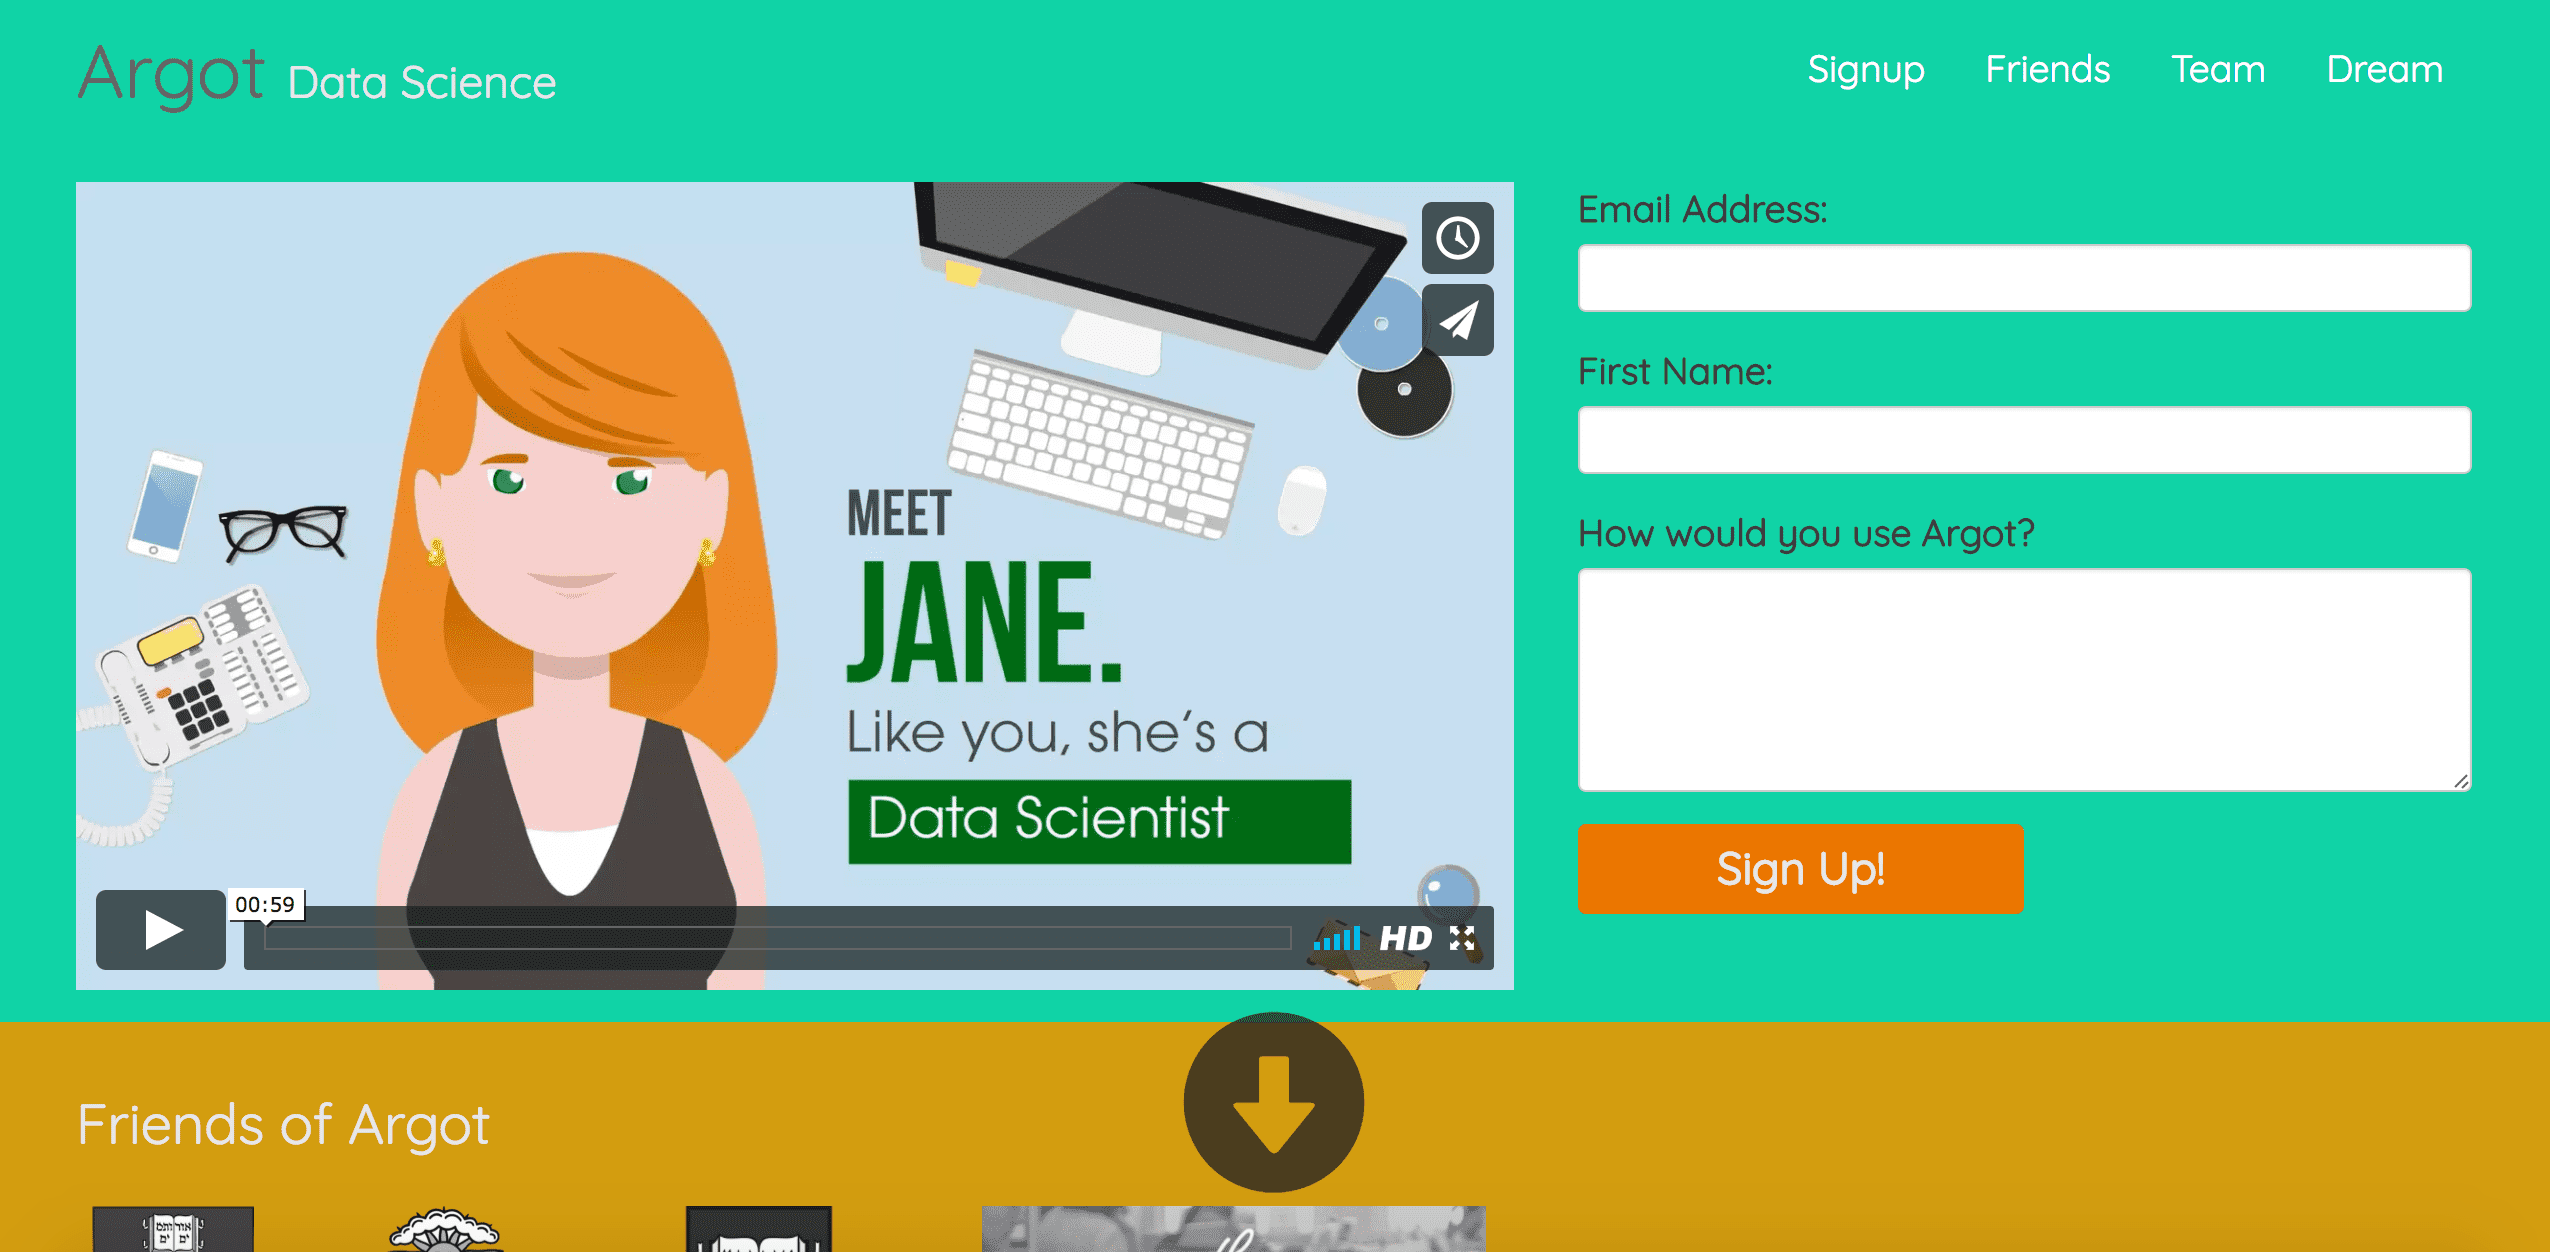 Argot Data Science
Signup Friends Team Dream
MEET
JANE.
Like you, she's a
Data Scientist
00:59
HD
Email Address:
First Name:
How would you use Argot?
Sign Up!
Friends of Argot